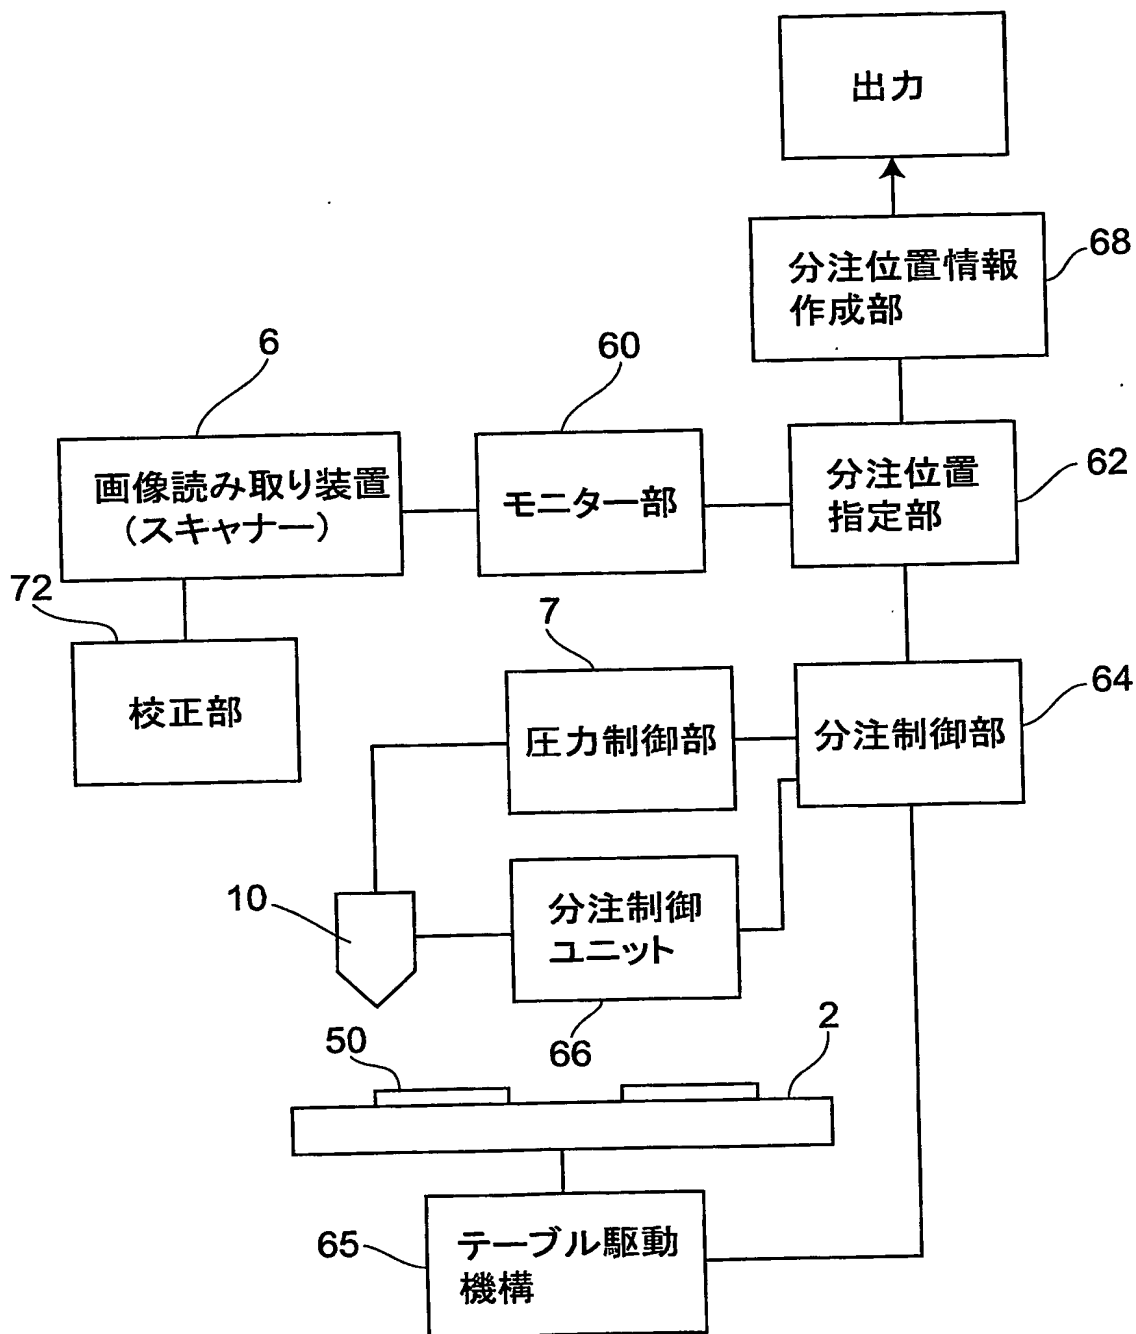 出力
68
分注位置情報
作成部
6
60
画像読み取り装置
(スキャナー)
モニター部
分注位置
指定部
62
72
校正部
7
圧力制御部
分注制御部
64
10
分注制御
ユニット
66
50
2
65
テーブル駆動
機構